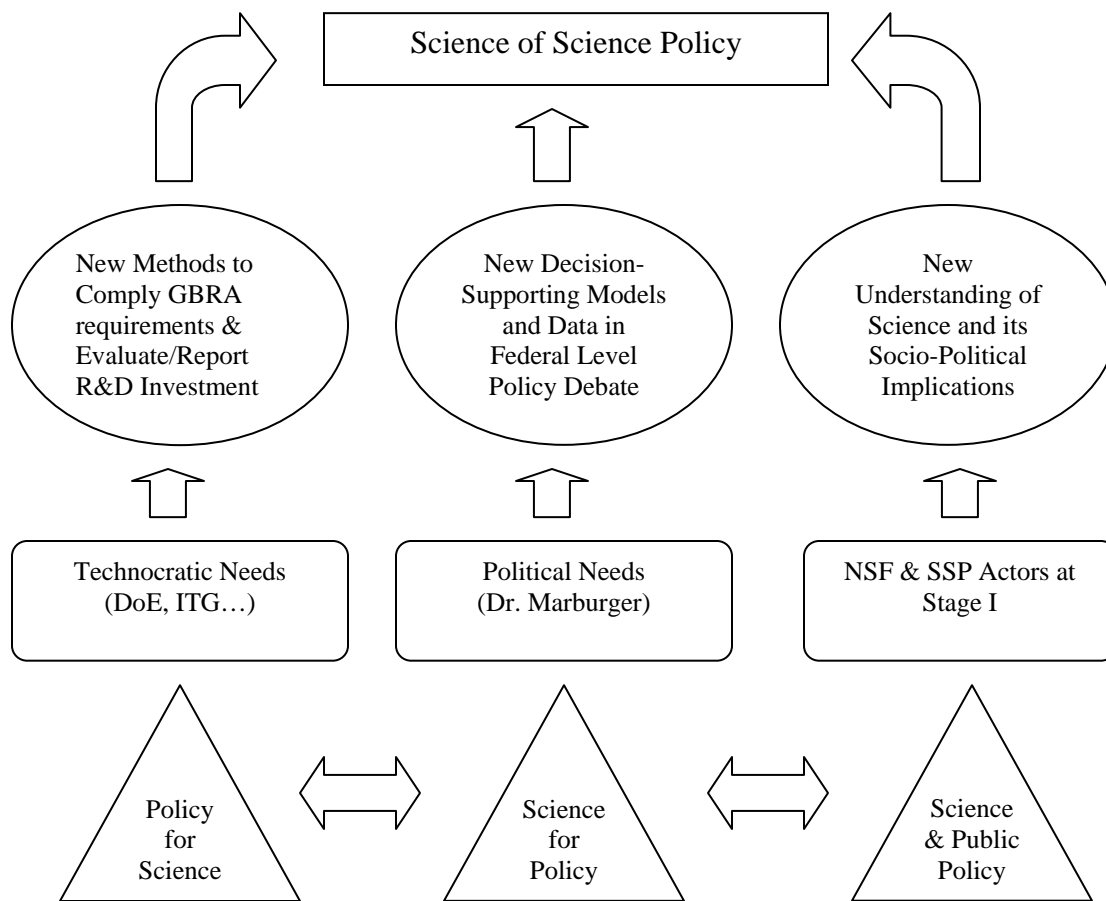 Science of Science Policy
New Methods to
Comply GBRA
requirements &
Evaluate/Report
R&D Investment
New Decision-
Supporting Models
and Data in
Federal Level
Policy Debate
New
Understanding of
Science and its
Socio-Political
Implications
Technocratic Needs
(DoE, ITG…)
Political Needs
(Dr. Marburger)
NSF & SSP Actors at
Stage I
Policy
for
Science
Science
for
Policy
Science
& Public
Policy